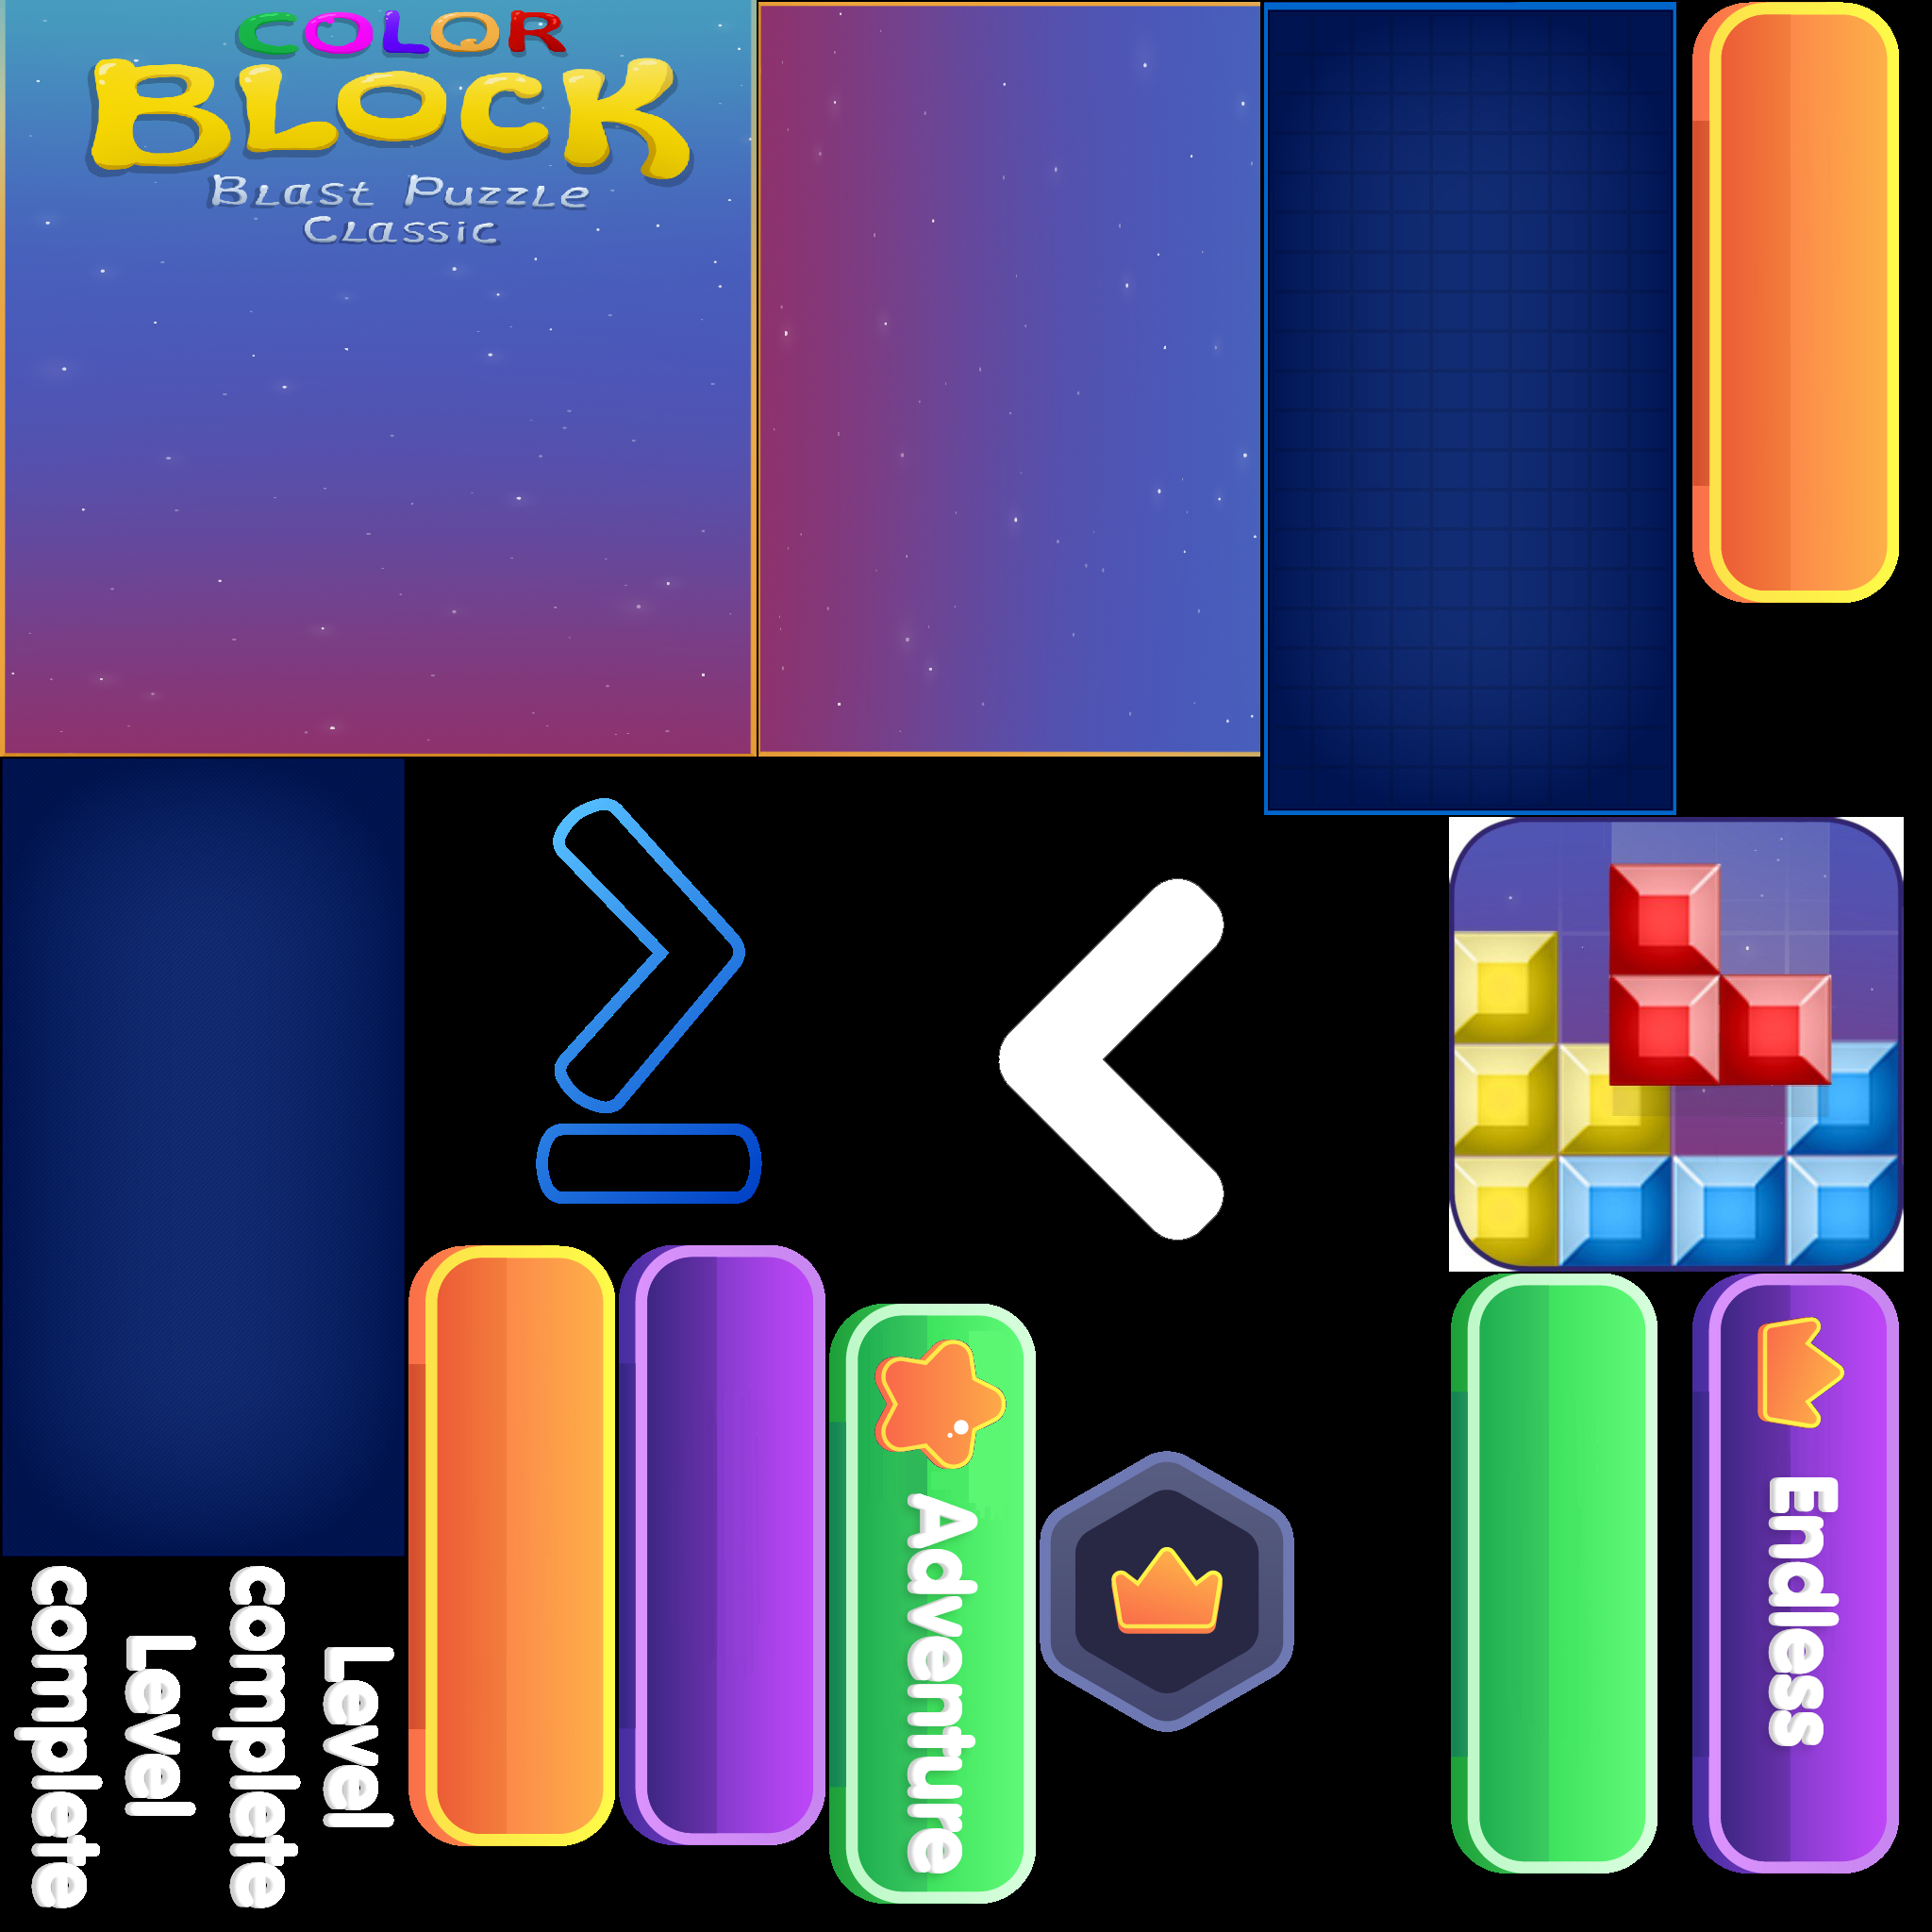 COLOR
BLOCK
Blast Puzzle
Classic
Adventure
Endless
Level
complete
Level
complete